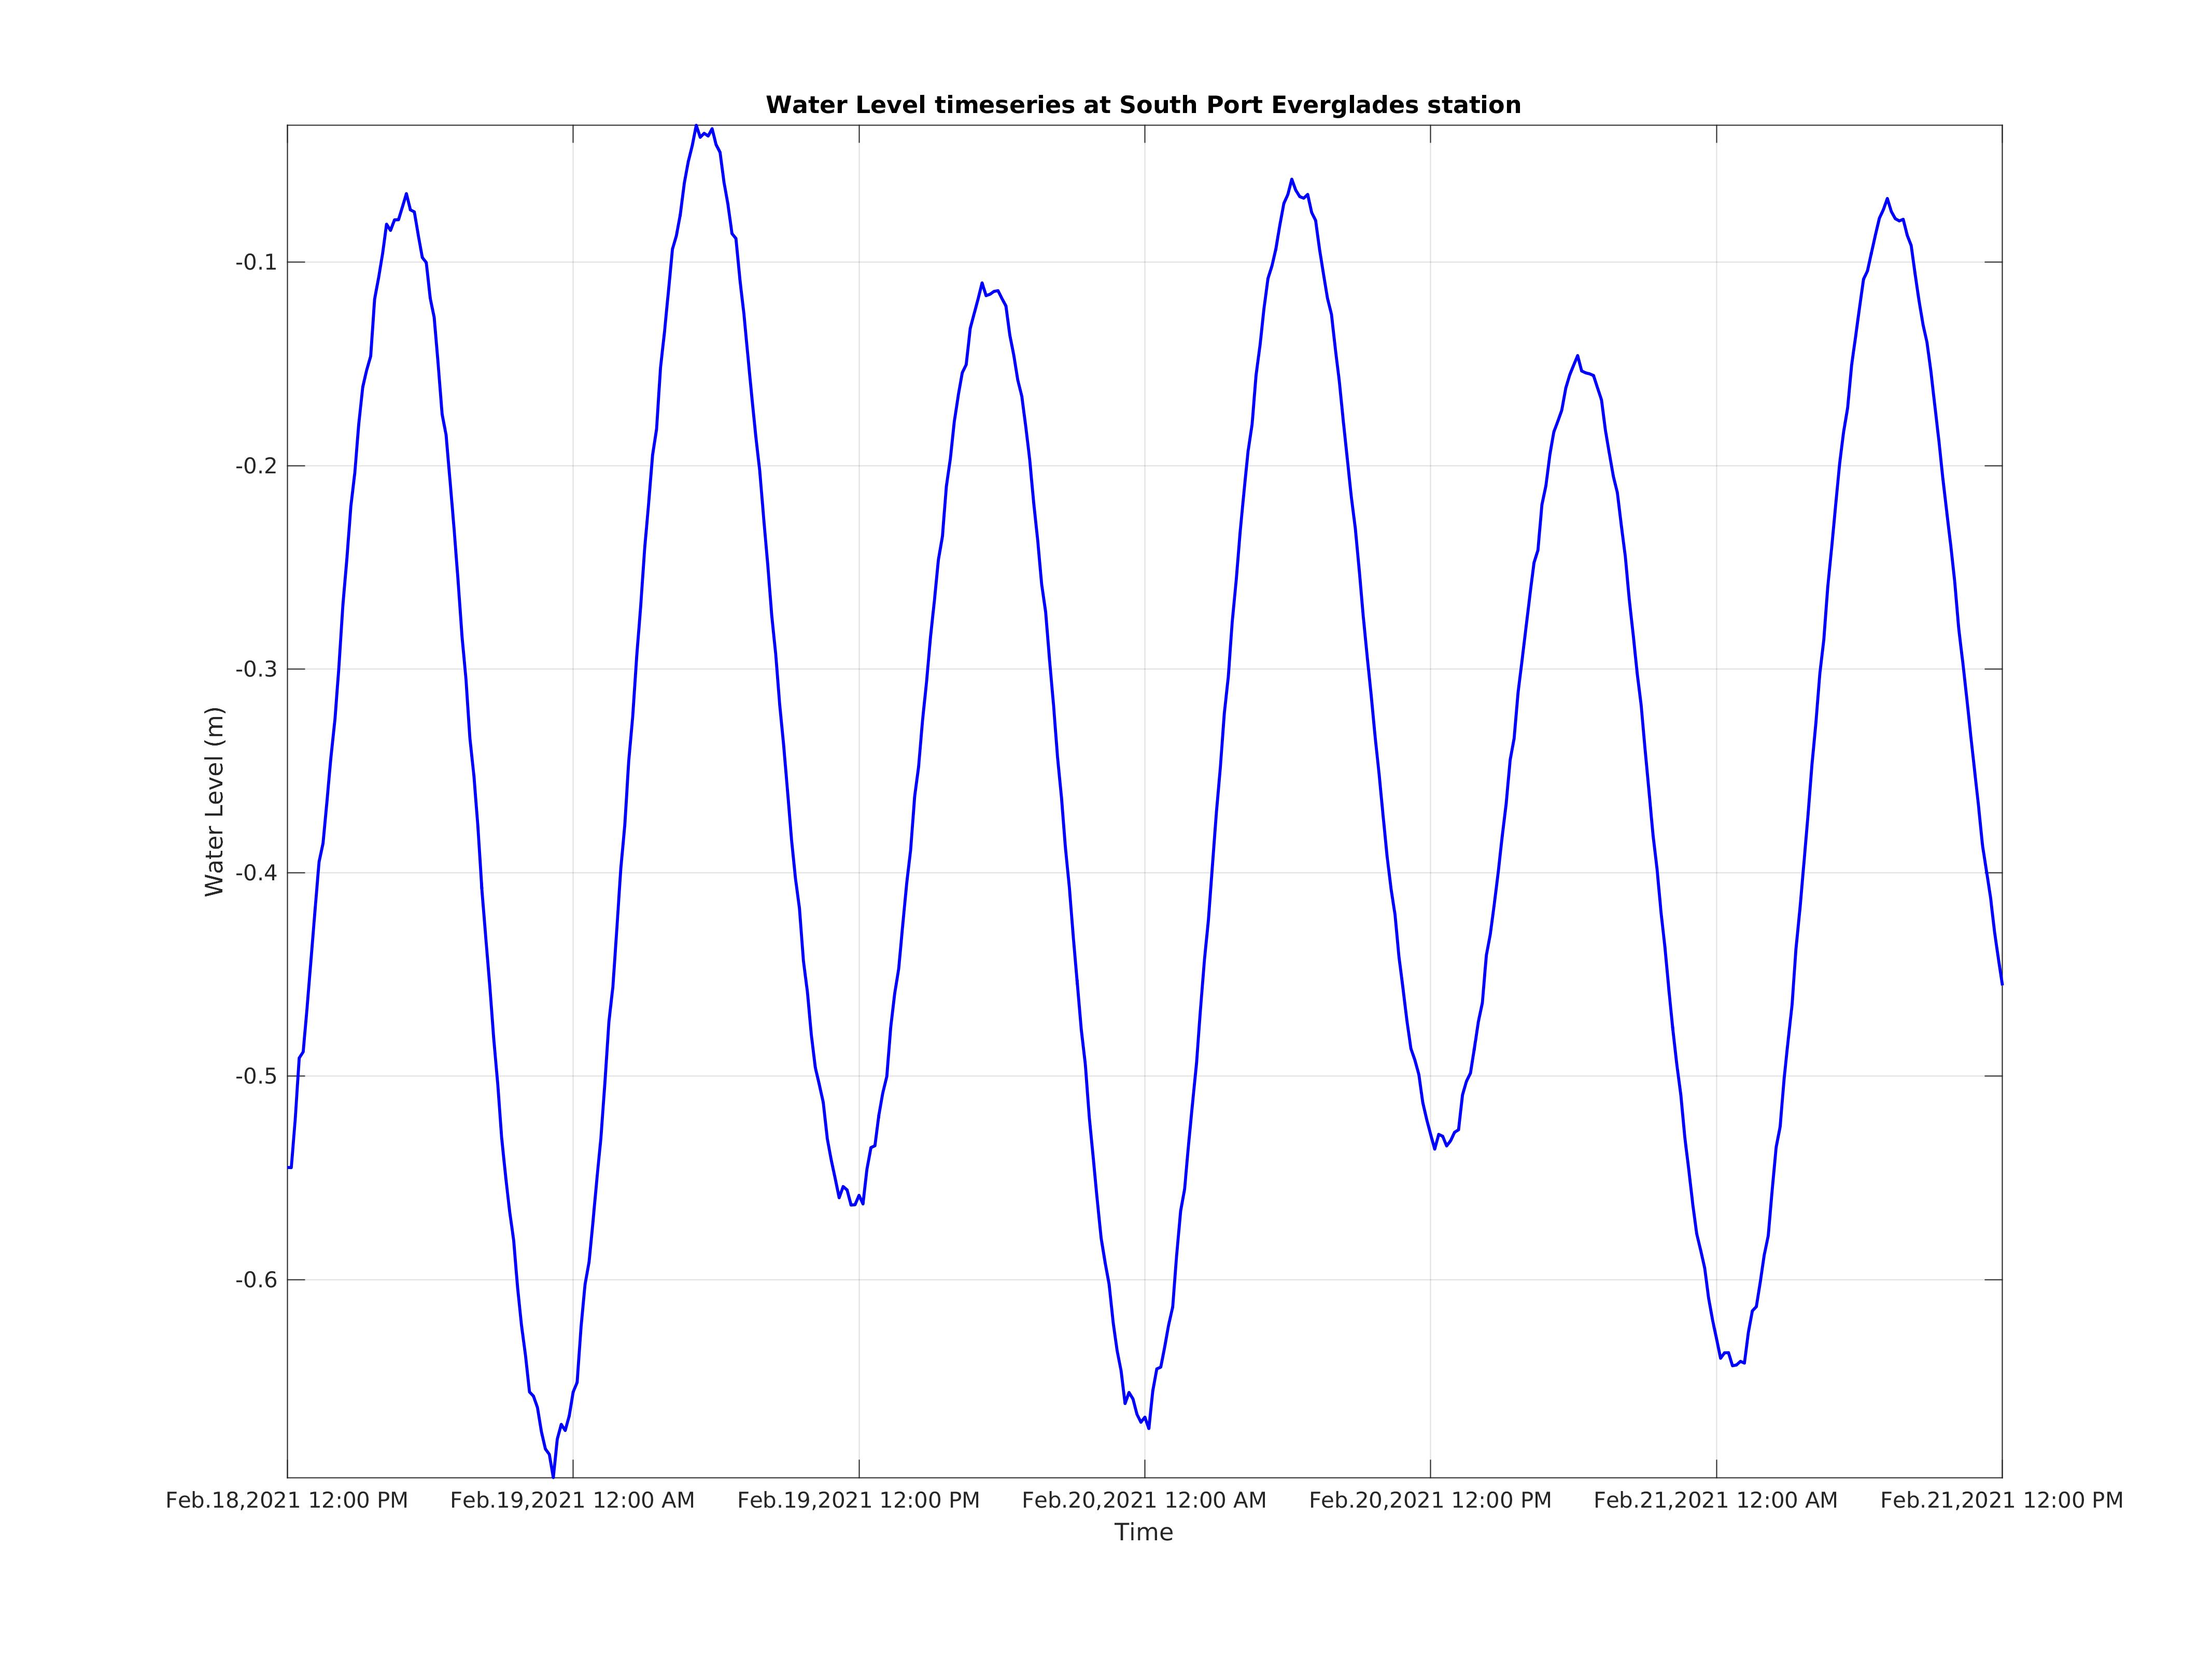 Water Level timeseries at South Port Everglades station
-0.1
-0.2
-0.3
-0.4
-0.5
-0.6
Water Level (m)
Feb.18,2021 12:00 PM
Feb.19,2021 12:00 AM
Feb.19,2021 12:00 PM
Feb.20,2021 12:00 AM
Feb.20,2021 12:00 PM
Feb.21,2021 12:00 AM
Feb.21,2021 12:00 PM
Time